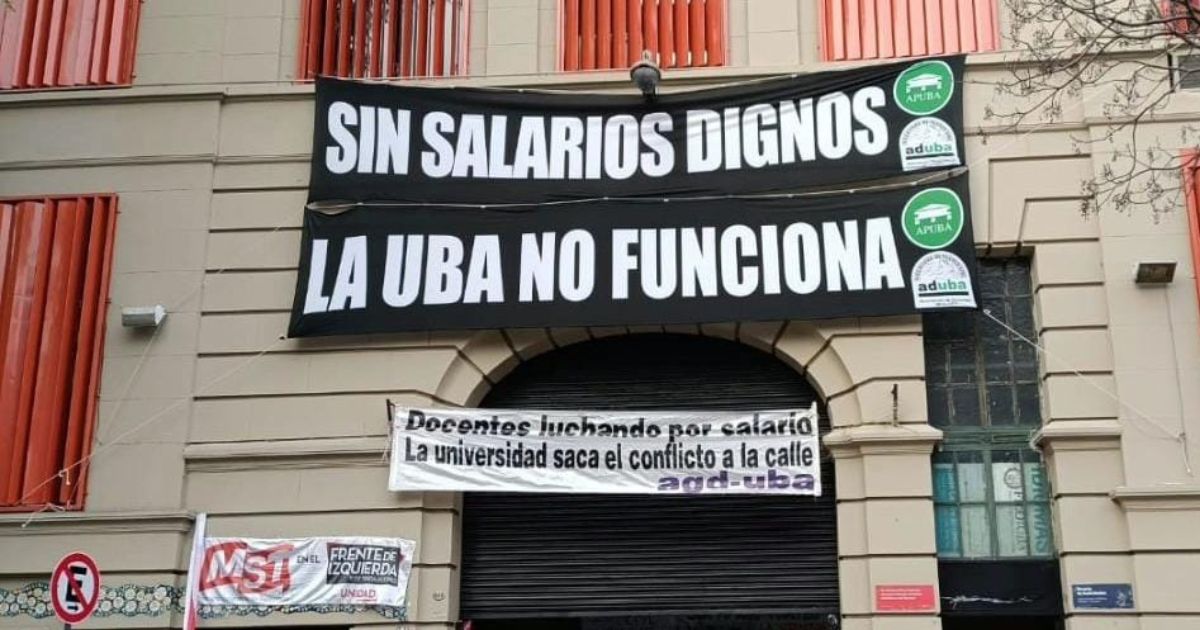 SIN SALARIOS DIGNOS
APUBA
aduba
LA UBA NO FUNCIONA
APUBA
aduba
Docentes luchando por salario
La universidad saca el conflicto a la calle
agd-uba
MST EN EL FRENTE DE
IZQUIERDA
UNIDAD
E